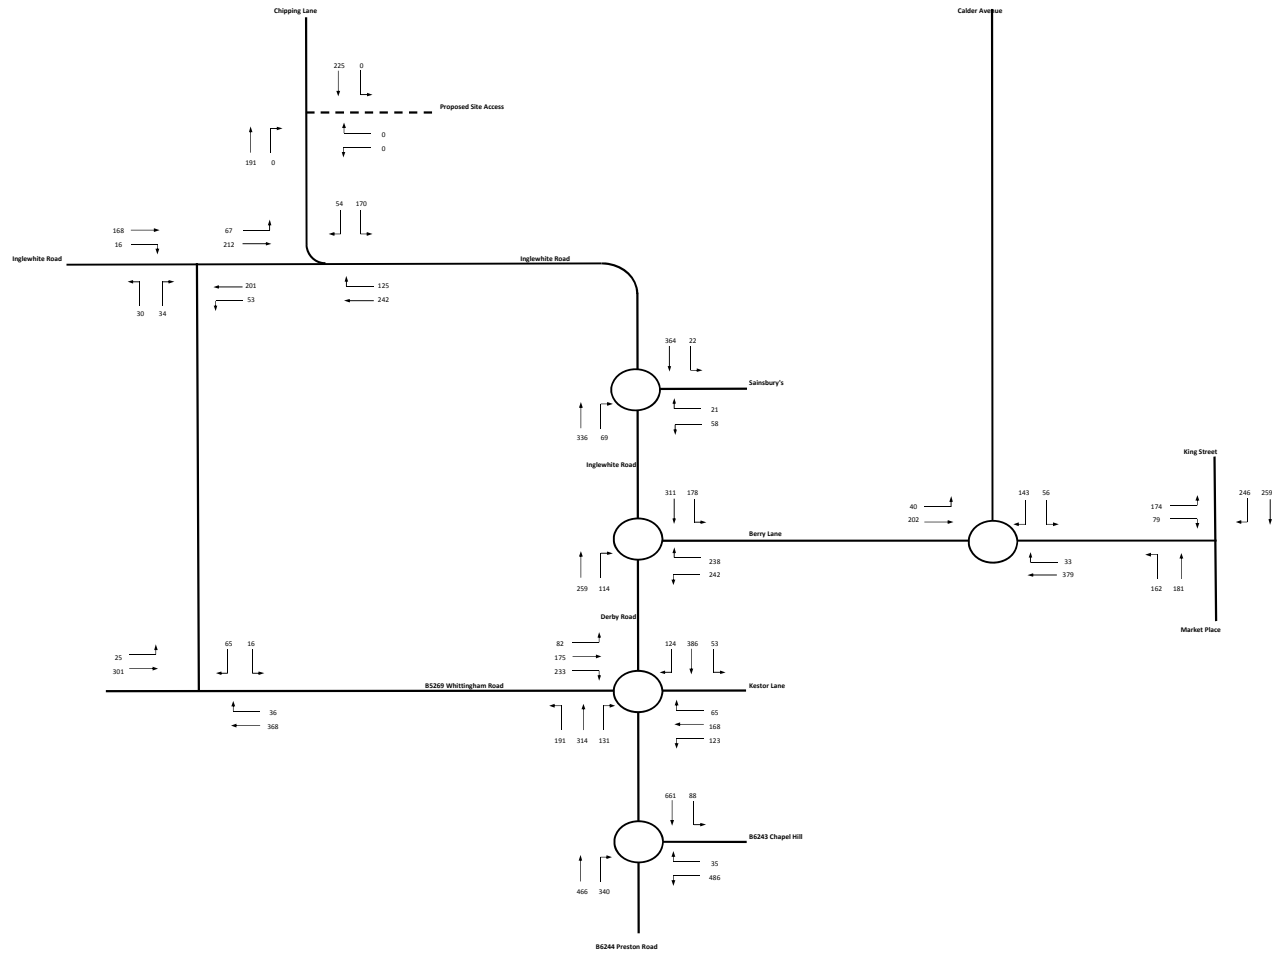 Chipping Lane
Calder Avenue
225 0
Proposed Site Access
0
0
191 0
54 170
168
16
67
212
Inglewhite Road
Inglewhite Road
201
53
125
242
30 34
364 22
Sainsbury's
21
58
336 69
King Street
Inglewhite Road
311 178
40
202
143 56
174
79
246 259
Berry Lane
238
242
33
379
259 114
162 181
Derby Road
Market Place
25
301
65 16
82
175
233
124 386 53
B5269 Whittingham Road
Kestor Lane
36
368
191 314 131
65
168
123
661 88
B6243 Chapel Hill
35
486
466 340
B6244 Preston Road